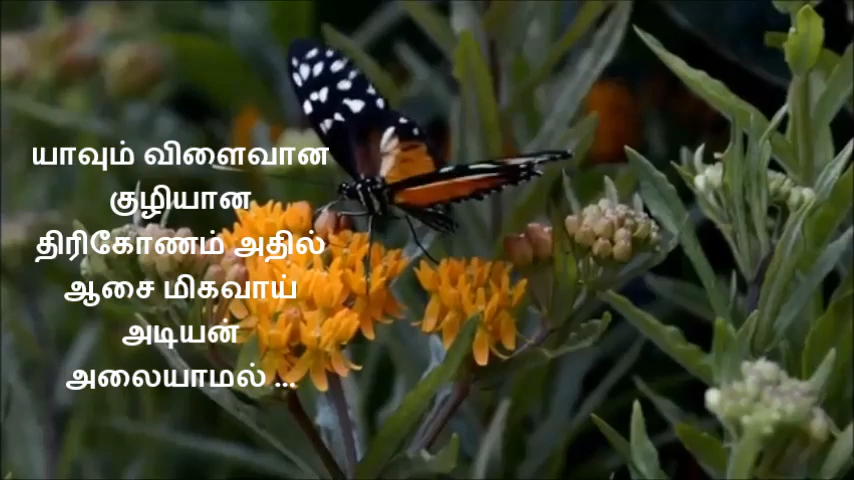 யாவும் விளைவான
குழியான
திரிகோணம் அதில்
ஆசை மிகவாய்
அடியன
அலையாமல் ...